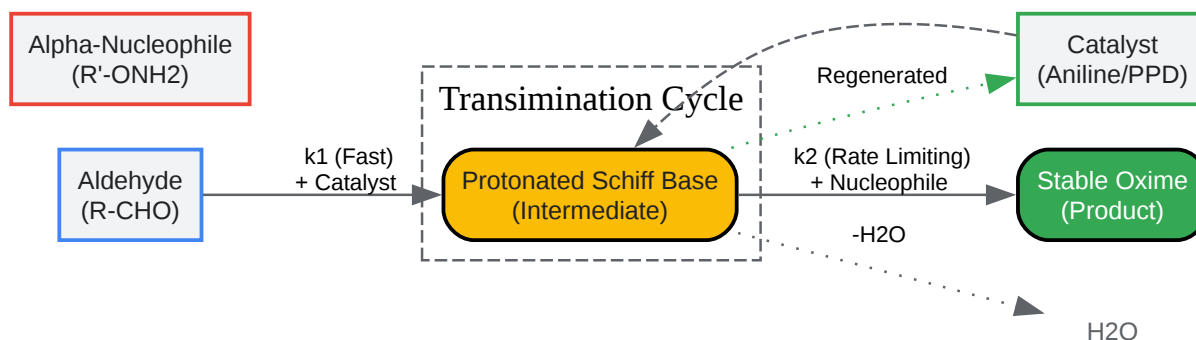 Alpha-Nucleophile
(R'-ONH2)
Catalyst
(Aniline/PPD)
Regenerated
Transimination Cycle
k1 (Fast)
+ Catalyst
k2 (Rate Limiting)
+ Nucleophile
Aldehyde
(R-CHO)
Protonated Schiff Base
(Intermediate)
Stable Oxime
(Product)
-H2O
H2O